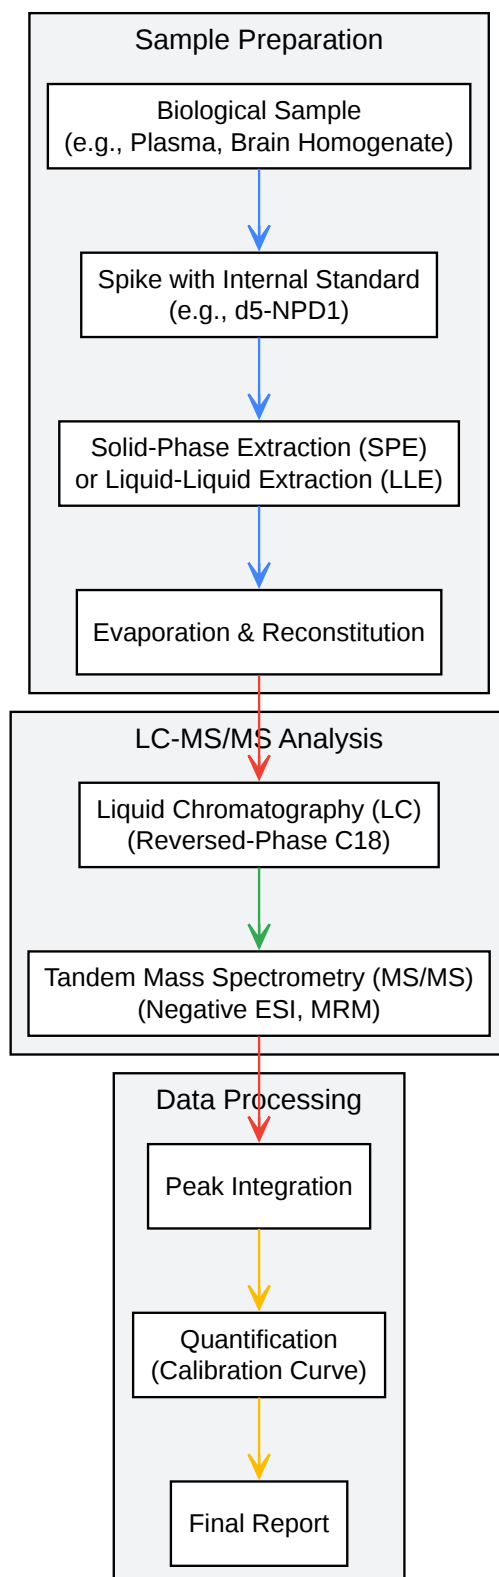 Sample Preparation
Biological Sample
(e.g., Plasma, Brain Homogenate)
Spike with Internal Standard
(e.g., d5-NPD1)
Solid-Phase Extraction (SPE)
or Liquid-Liquid Extraction (LLE)
Evaporation & Reconstitution
LC-MS/MS Analysis
Liquid Chromatography (LC)
(Reversed-Phase C18)
Tandem Mass Spectrometry (MS/MS)
(Negative ESI, MRM)
Data Processing
Peak Integration
Quantification
(Calibration Curve)
Final Report